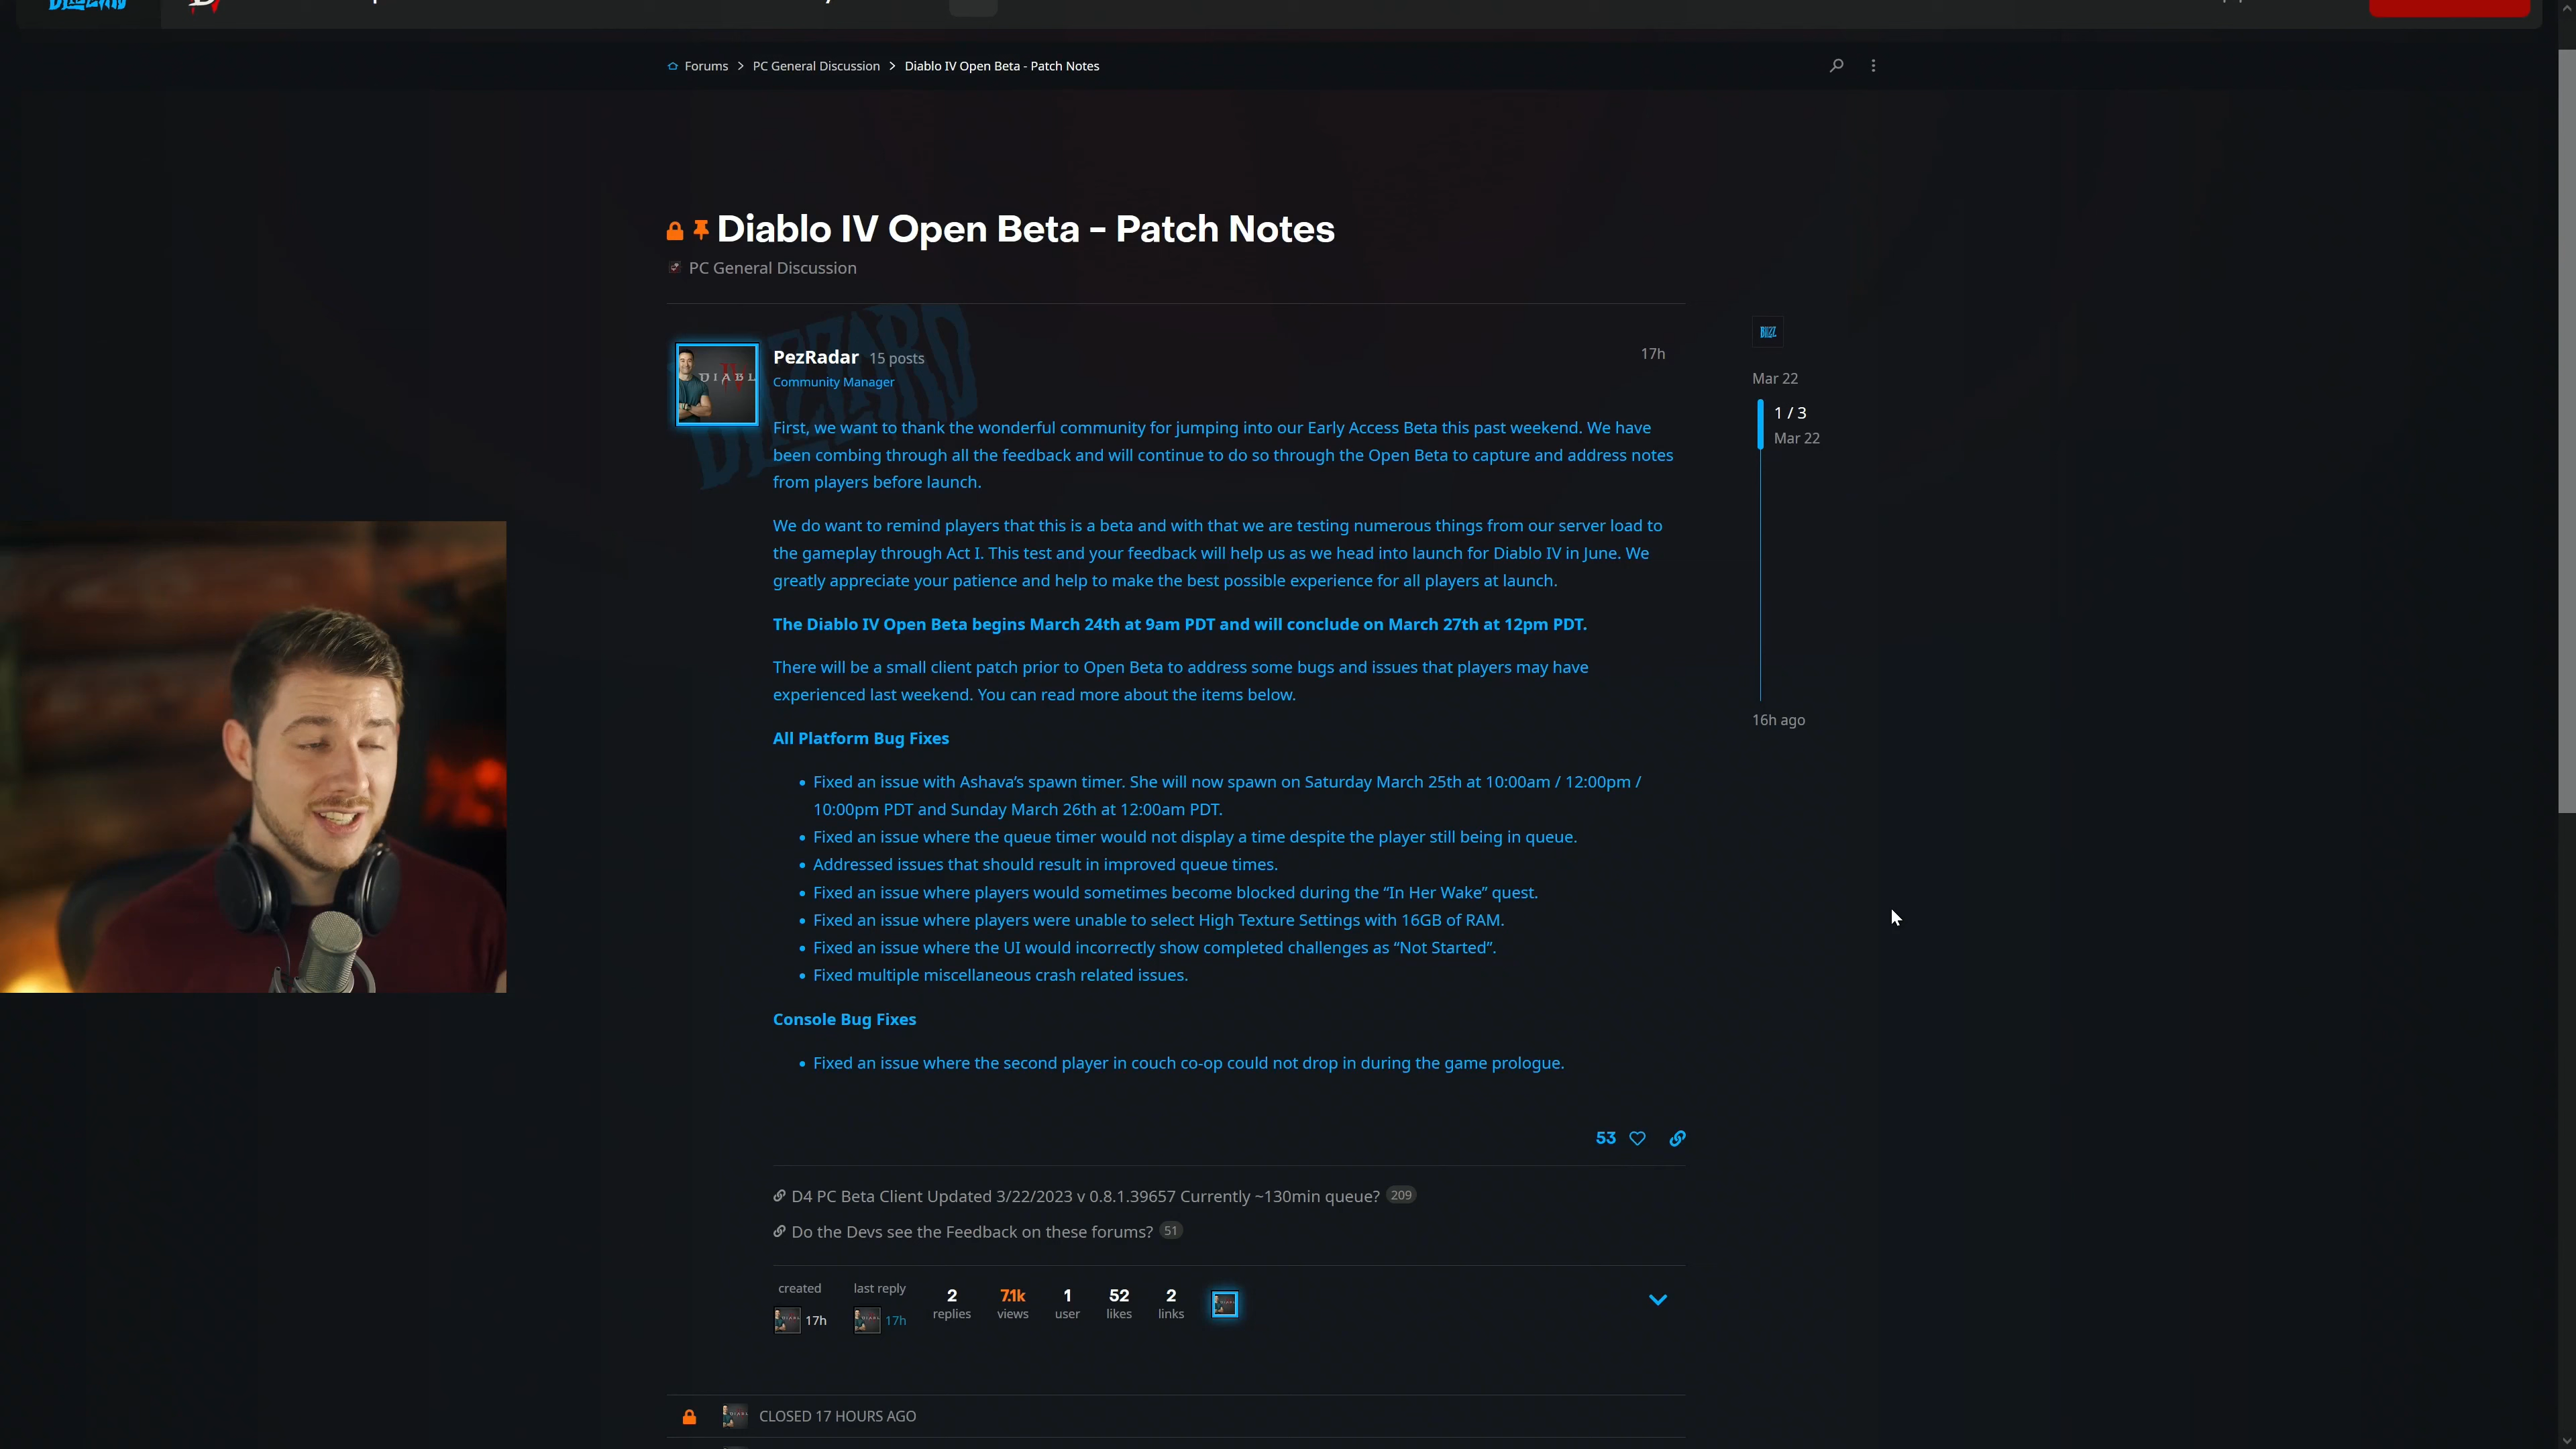 BLIZZARD
Forums > PC General Discussion > Diablo IV Open Beta - Patch Notes
Diablo IV Open Beta - Patch Notes
PC General Discussion
BLIZZARD
PezRadar 15 posts
17h
Community Manager
DIABL
First, we want to thank the wonderful community for jumping into our Early Access Beta this past weekend. We have
been combing through all the feedback and will continue to do so through the Open Beta to capture and address notes
from players before launch.
We do want to remind players that this is a beta and with that we are testing numerous things from our server load to
the gameplay through Act I. This test and your feedback will help us as we head into launch for Diablo IV in June. We
greatly appreciate your patience and help to make the best possible experience for all players at launch.
The Diablo IV Open Beta begins March 24th at 9am PDT and will conclude on March 27th at 12pm PDT.
There will be a small client patch prior to Open Beta to address some bugs and issues that players may have
experienced last weekend. You can read more about the items below.
All Platform Bug Fixes
• Fixed an issue with Ashava’s spawn timer. She will now spawn on Saturday March 25th at 10:00am / 12:00pm /
10:00pm PDT and Sunday March 26th at 12:00am PDT.
• Fixed an issue where the queue timer would not display a time despite the player still being in queue.
• Addressed issues that should result in improved queue times.
• Fixed an issue where players would sometimes become blocked during the “In Her Wake” quest.
• Fixed an issue where players were unable to select High Texture Settings with 16GB of RAM.
• Fixed an issue where the UI would incorrectly show completed challenges as “Not Started”.
• Fixed multiple miscellaneous crash related issues.
Console Bug Fixes
• Fixed an issue where the second player in couch co-op could not drop in during the game prologue.
53
D4 PC Beta Client Updated 3/22/2023 v 0.8.1.39657 Currently ~130min queue? 209
Do the Devs see the Feedback on these forums? 51
created
17h
last reply
17h
2
replies
7.1k
views
1
user
52
likes
2
links
CLOSED 17 HOURS AGO
BLIZZ
Mar 22
1 / 3
Mar 22
16h ago